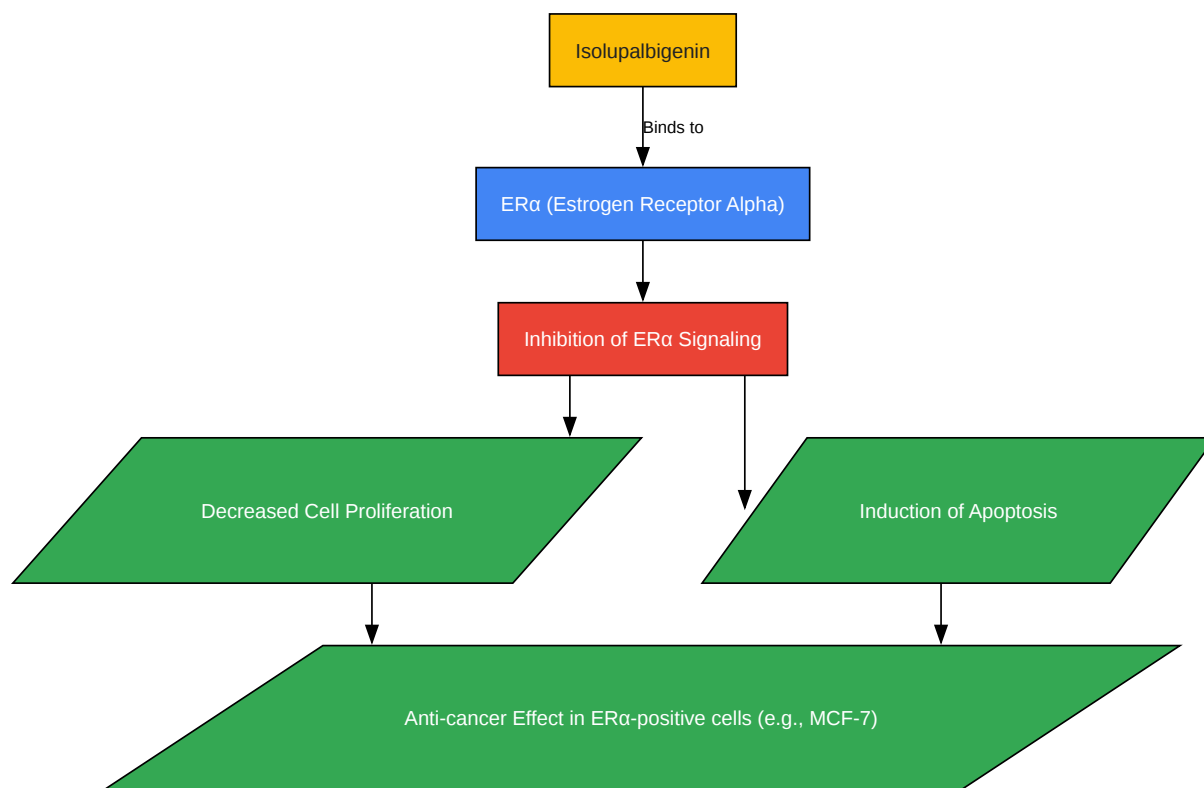 Isolupalbigenin
Binds to
ERα (Estrogen Receptor Alpha)
Inhibition of ERα Signaling
Decreased Cell Proliferation
Induction of Apoptosis
Anti-cancer Effect in ERα-positive cells (e.g., MCF-7)